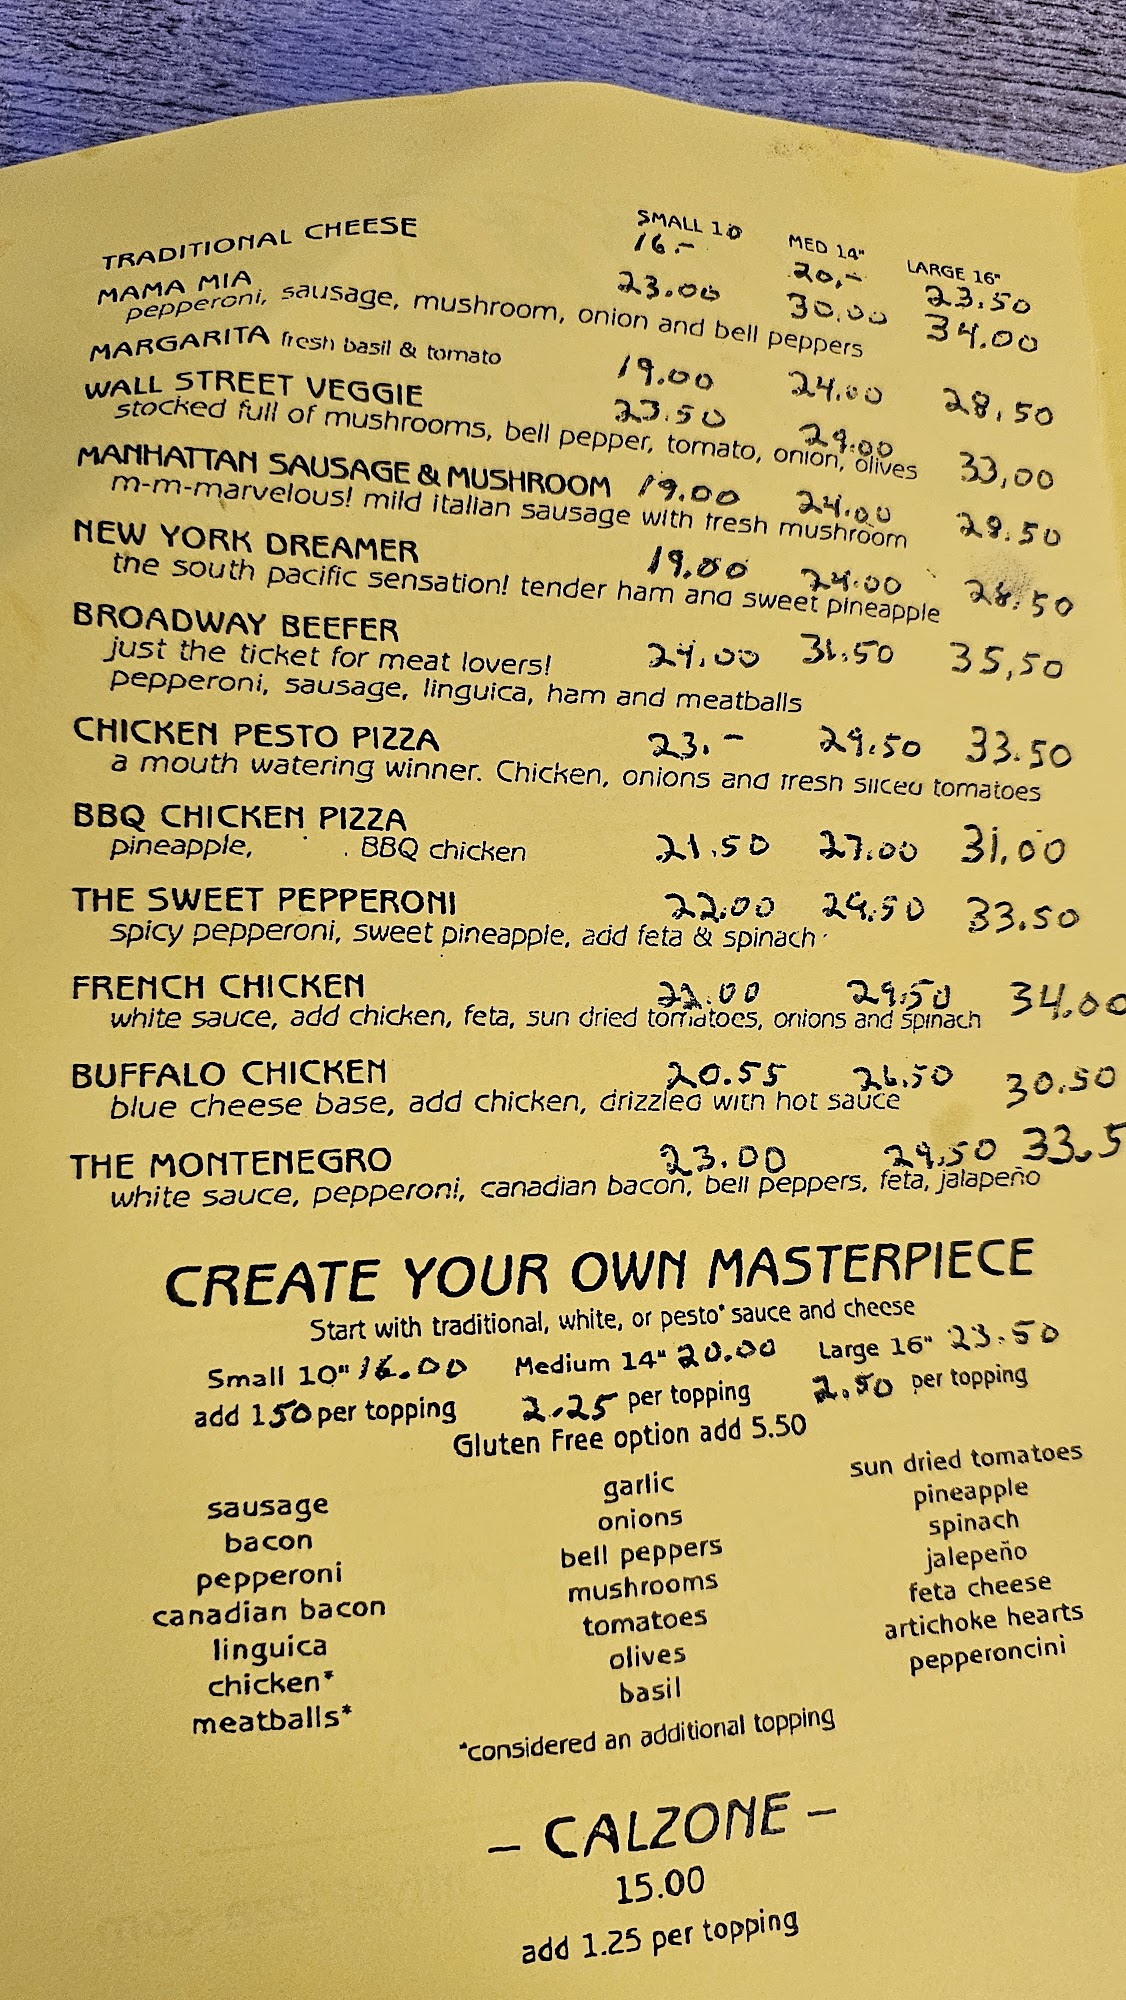 SMALL 10 MED 14" LARGE 16"
TRADITIONAL CHEESE 16.- 20,- 23.50
MAMA MIA 23.00 30.00 34.00
pepperoni, sausage, mushroom, onion and bell peppers
MARGARITA fresh basil & tomato 19.00 24.00 28,50
WALL STREET VEGGIE 23.50 29.00 33,00
stocked full of mushrooms, bell pepper, tomato, onion, olives
MANHATTAN SAUSAGE & MUSHROOM 19.00 24.00 28.50
m-m-marvelous! mild italian sausage with fresh mushroom
NEW YORK DREAMER 19.00 24.00 28.50
the south pacific sensation! tender ham and sweet pineapple
BROADWAY BEEFER
just the ticket for meat lovers! 24.00 31.50 35,50
pepperoni, sausage, linguica, ham and meatballs
CHICKEN PESTO PIZZA 23.- 29.50 33.50
a mouth watering winner. Chicken, onions and fresh sliced tomatoes
BBQ CHICKEN PIZZA
pineapple, . BBQ chicken 21.50 27.00 31,00
THE SWEET PEPPERONI 22.00 29.50 33.50
spicy pepperoni, sweet pineapple, add feta & spinach
FRENCH CHICKEN 22.00 29.50 34.00
white sauce, add chicken, feta, sun dried tomatoes, onions and spinach
BUFFALO CHICKEN 20.55 26.50 30.50
blue cheese base, add chicken, drizzled with hot sauce
THE MONTENEGRO 23.00 29.50 33.5
white sauce, pepperoni, canadian bacon, bell peppers, feta, jalapeño
CREATE YOUR OWN MASTERPIECE
Start with traditional, white, or pesto* sauce and cheese
Small 10" 16.00 Medium 14" 20.00 Large 16" 23.50
add 1.50 per topping 2.25 per topping 2.50 per topping
Gluten Free option add 5.50
sausage garlic sun dried tomatoes
bacon onions pineapple
pepperoni bell peppers spinach
canadian bacon mushrooms jalepeño
linguica tomatoes feta cheese
chicken* olives artichoke hearts
meatballs* basil pepperoncini
*considered an additional topping
– CALZONE –
15.00
add 1.25 per topping